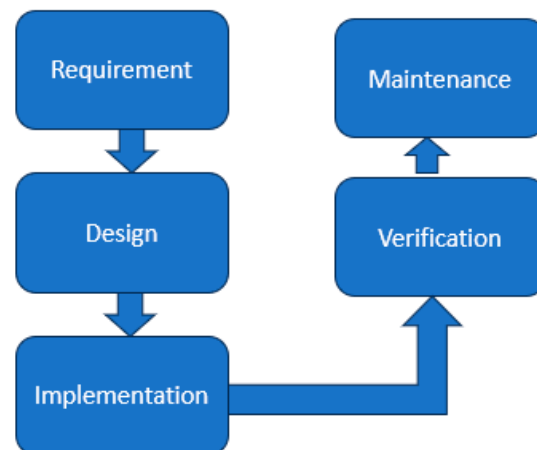 Requirement
Design
Implementation
Verification
Maintenance